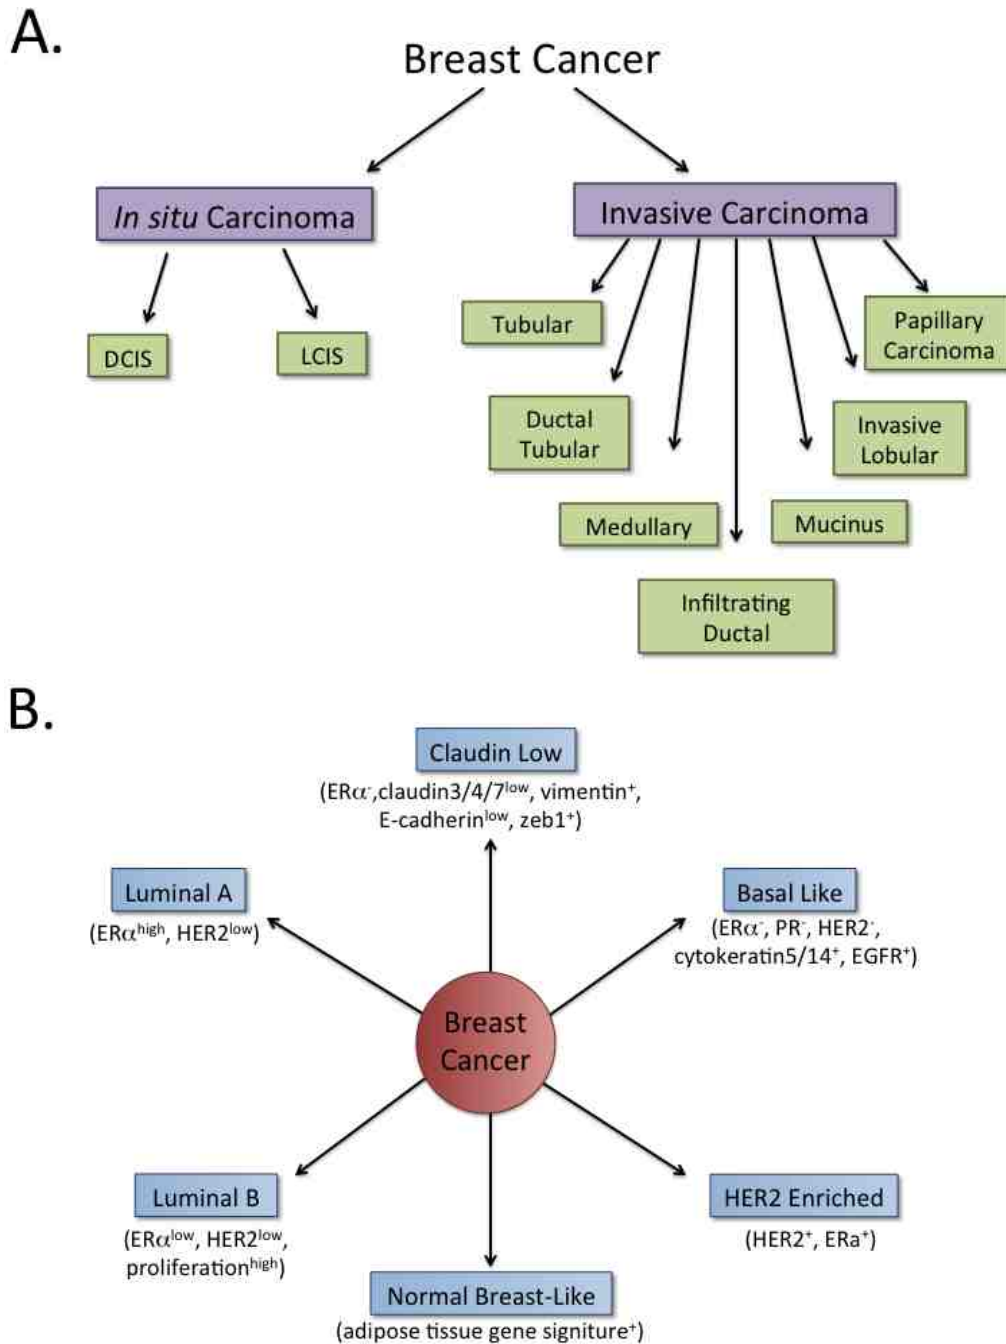 A.
Breast Cancer
In situ Carcinoma
Invasive Carcinoma
DCIS
LCIS
Tubular
Papillary
Carcinoma
Ductal
Tubular
Invasive
Lobular
Medullary
Mucinus
Infiltrating
Ductal
B.
Claudin Low
(ERα⁻,claudin3/4/7ˡᵒʷ, vimentin⁺,
E-cadherinˡᵒʷ, zeb1⁺)
Luminal A
(ERαʰⁱᵍʰ, HER2ˡᵒʷ)
Basal Like
(ERα⁻, PR⁻, HER2⁻,
cytokeratin5/14⁺, EGFR⁺)
Breast
Cancer
Luminal B
(ERαˡᵒʷ, HER2ˡᵒʷ,
proliferationʰⁱᵍʰ)
HER2 Enriched
(HER2⁺, ERa⁺)
Normal Breast-Like
(adipose tissue gene signiture⁺)